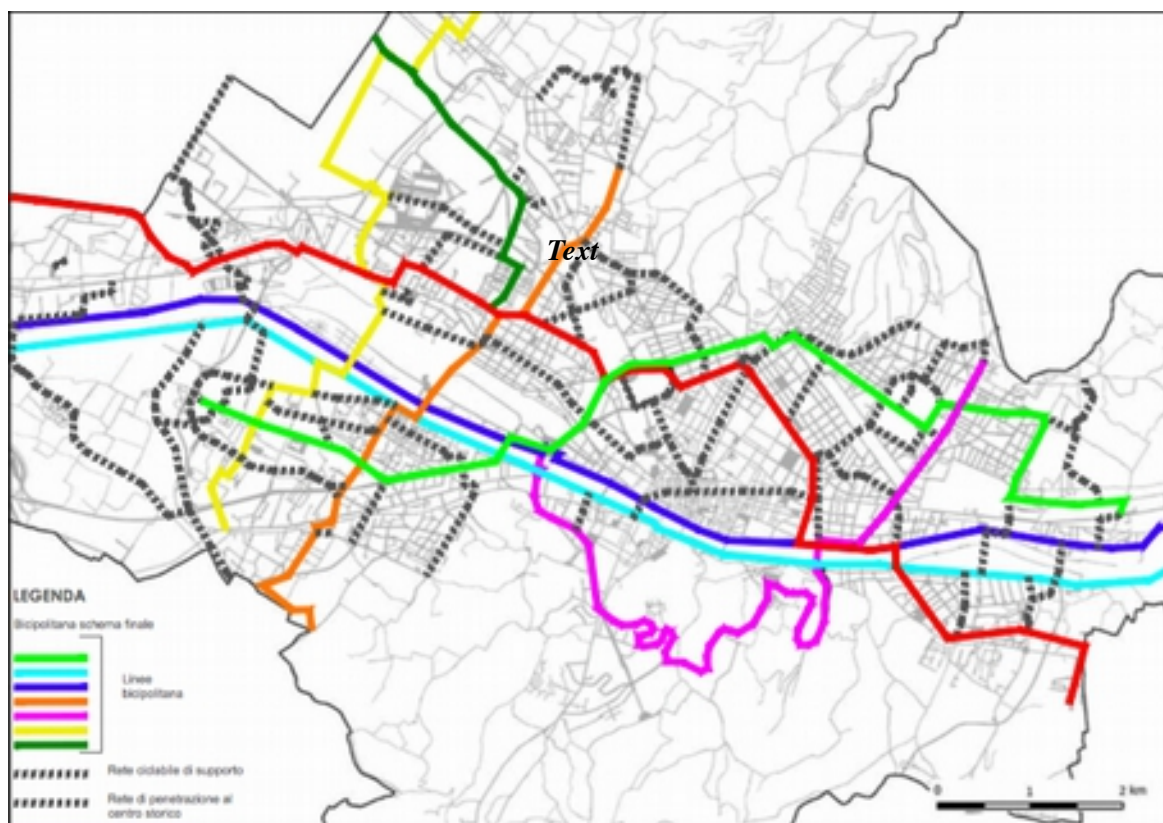 Text
LEGENDA
Bicipolitana schema finale
Linee
bicipolitana
Rete ciclabile di supporto
Rete di penetrazione al
centro storico
0 1 2 km